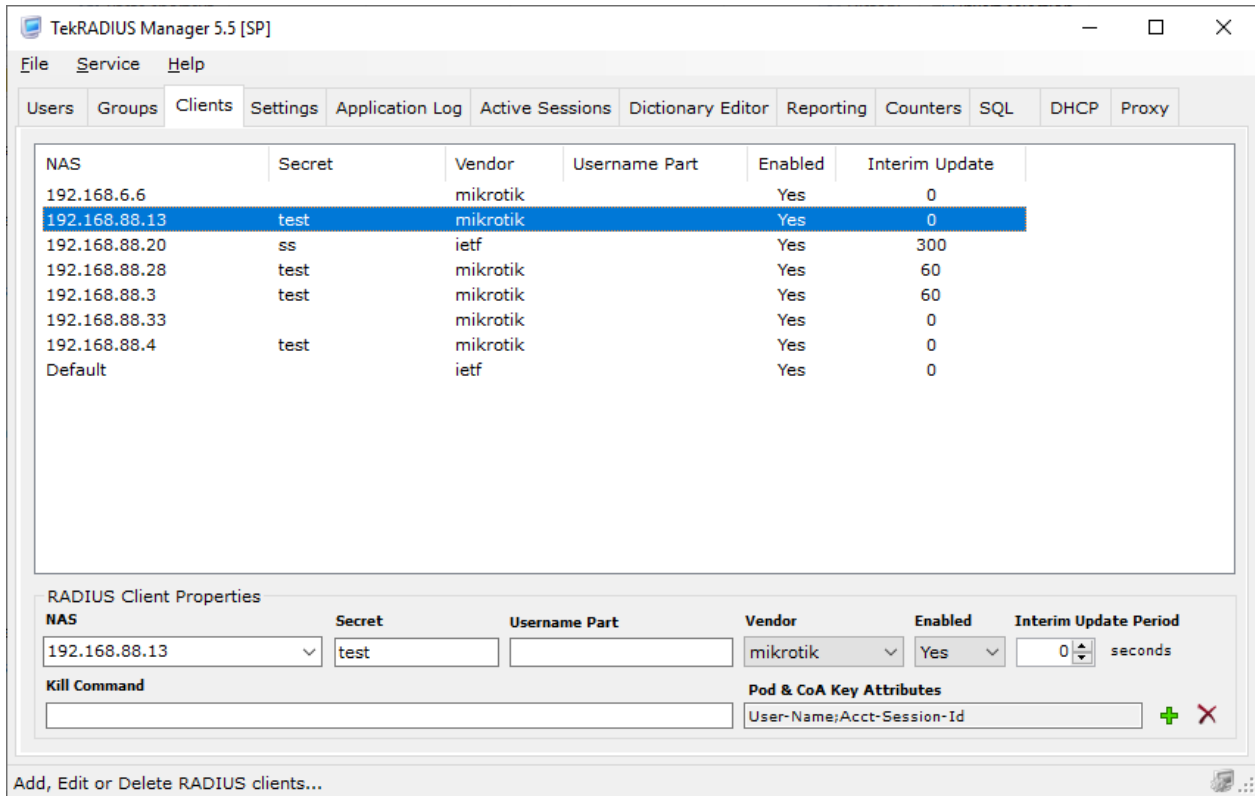 TekRADIUS Manager 5.5 [SP]
File Service Help
Users Groups Clients Settings Application Log Active Sessions Dictionary Editor Reporting Counters SQL DHCP Proxy
NAS Secret Vendor Username Part Enabled Interim Update
192.168.6.6 mikrotik Yes 0
192.168.88.13 test mikrotik Yes 0
192.168.88.20 ss ietf Yes 300
192.168.88.28 test mikrotik Yes 60
192.168.88.3 test mikrotik Yes 60
192.168.88.33 mikrotik Yes 0
192.168.88.4 test mikrotik Yes 0
Default ietf Yes 0
RADIUS Client Properties
NAS Secret Username Part Vendor Enabled Interim Update Period
192.168.88.13 test mikrotik Yes 0 seconds
Kill Command Pod & CoA Key Attributes
User-Name;Acct-Session-Id
Add, Edit or Delete RADIUS clients...